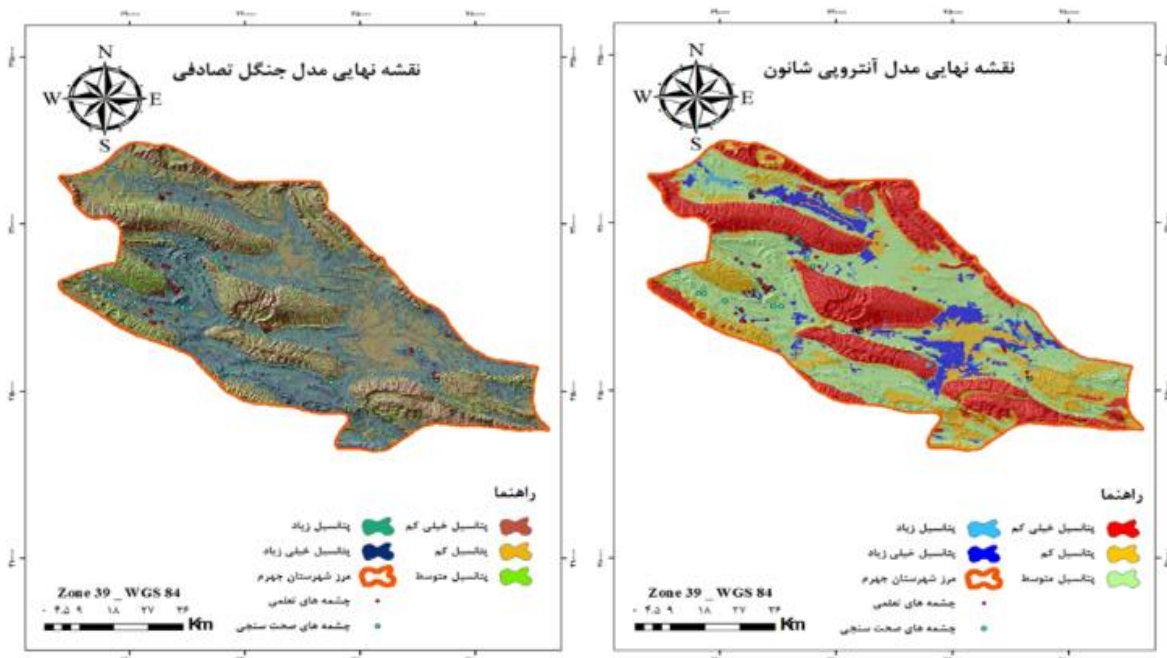 نقشه نهایی مدل جنگل تصادفی
N
W E
S
راهنما
پتانسیل خیلی کم
پتانسیل زیاد
پتانسیل کم
پتانسیل خیلی زیاد
پتانسیل متوسط
مرز شهرستان جهرم
چشمه های تعلمی
چشمه های صحت سنجی
Zone 39 _ WGS 84
۰ ۴.۵ ۹ ۱۸ ۲۷ ۳۶
Km
نقشه نهایی مدل آنتروپی شانون
N
W E
S
راهنما
پتانسیل خیلی کم
پتانسیل زیاد
پتانسیل کم
پتانسیل خیلی زیاد
پتانسیل متوسط
مرز شهرستان جهرم
چشمه های تعلمی
چشمه های صحت سنجی
Zone 39 _ WGS 84
۰ ۴.۵ ۹ ۱۸ ۲۷ ۳۶
Km